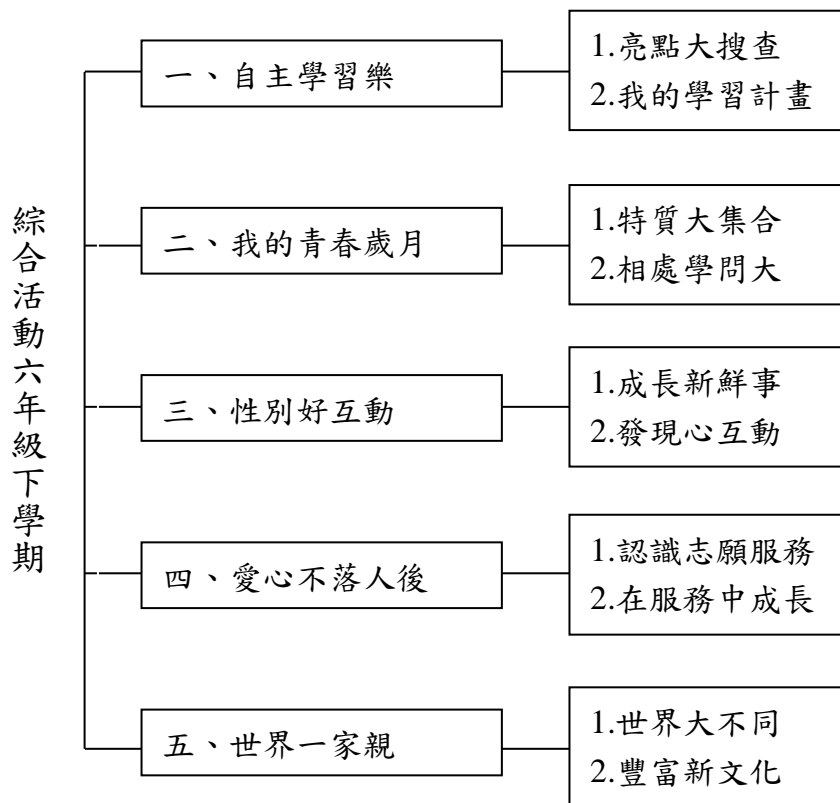 綜合活動六年級下學期
一、自主學習樂
1.亮點大搜查
2.我的學習計畫
二、我的青春歲月
1.特質大集合
2.相處學問大
三、性別好互動
1.成長新鮮事
2.發現心互動
四、愛心不落人後
1.認識志願服務
2.在服務中成長
五、世界一家親
1.世界大不同
2.豐富新文化